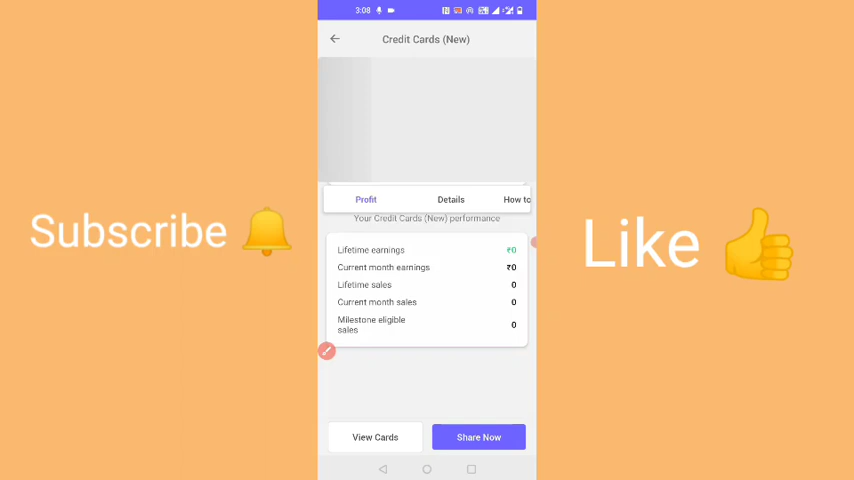 3:08
Credit Cards (New)
Profit Details How to
Your Credit Cards (New) performance
Lifetime earnings ₹0
Current month earnings ₹0
Lifetime sales 0
Current month sales 0
Milestone eligible
sales 0
View Cards Share Now
Subscribe
Like